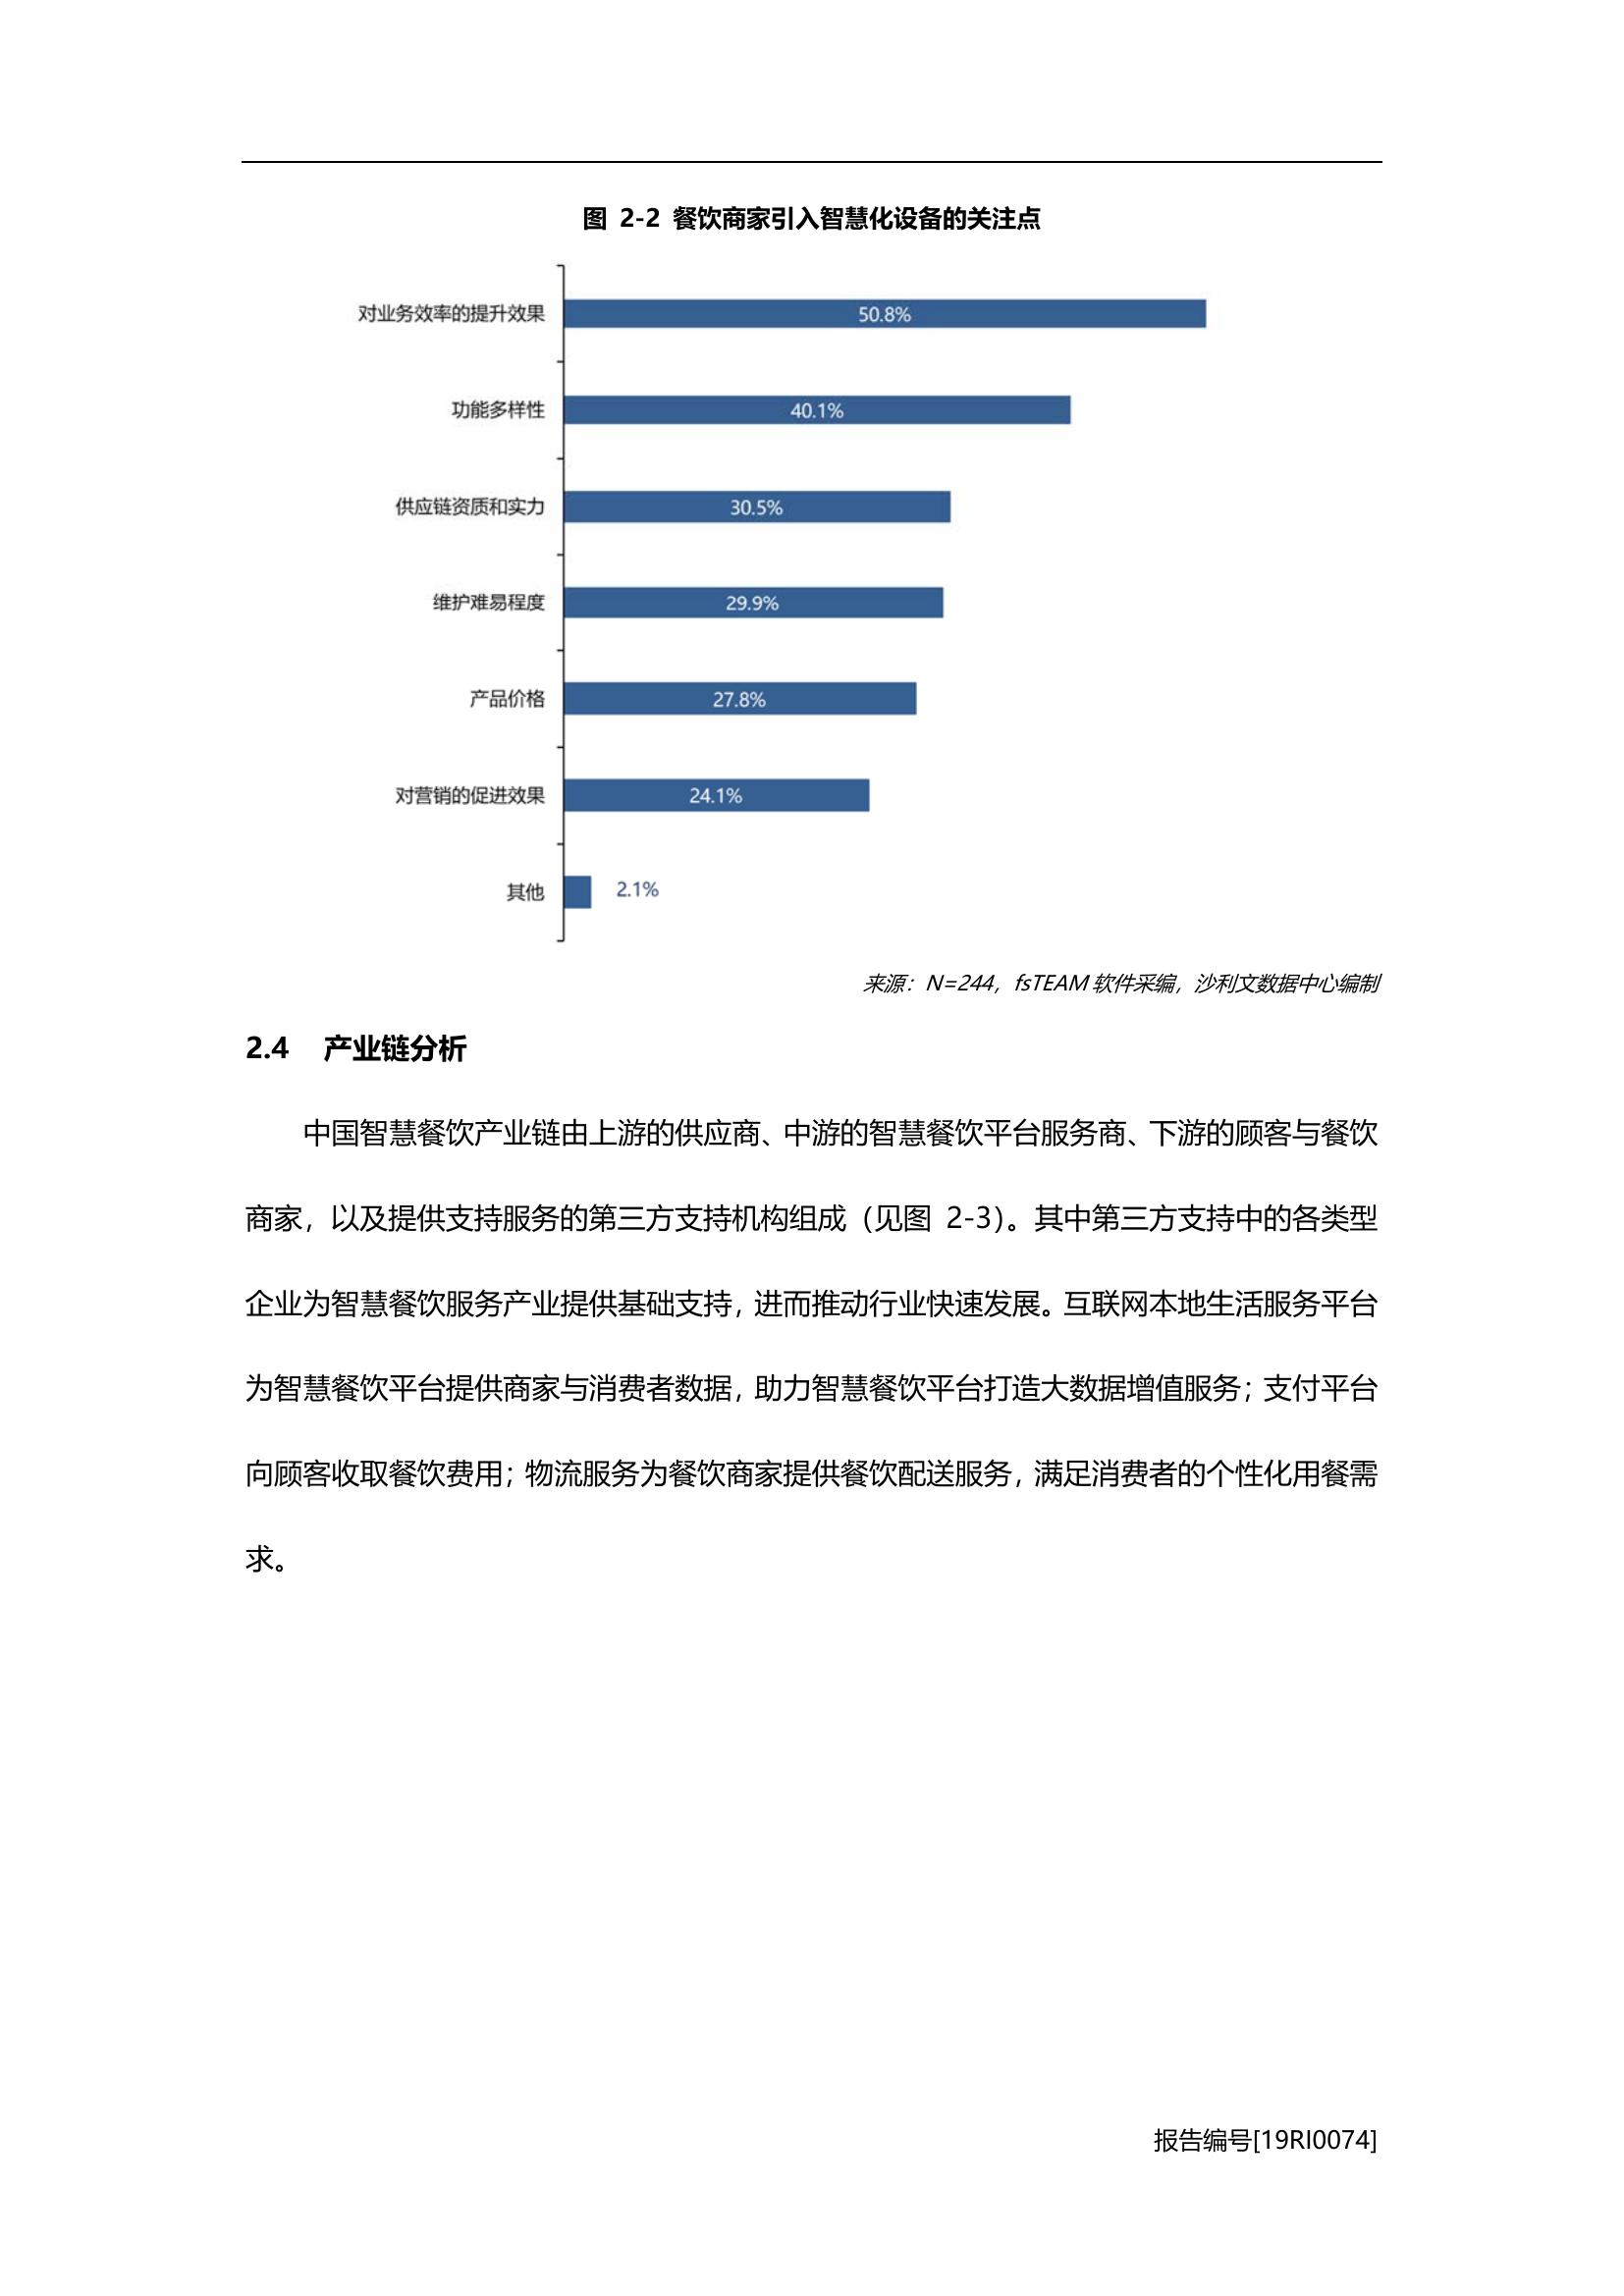 图 2-2 餐饮商家引入智慧化设备的关注点
对业务效率的提升效果 50.8%
功能多样性 40.1%
供应链资质和实力 30.5%
维护难易程度 29.9%
产品价格 27.8%
对营销的促进效果 24.1%
其他 2.1%
来源：N=244，fsTEAM 软件采编，沙利文数据中心编制
2.4 产业链分析
中国智慧餐饮产业链由上游的供应商、中游的智慧餐饮平台服务商、下游的顾客与餐饮
商家，以及提供支持服务的第三方支持机构组成（见图 2-3）。其中第三方支持中的各类型
企业为智慧餐饮服务产业提供基础支持，进而推动行业快速发展。互联网本地生活服务平台
为智慧餐饮平台提供商家与消费者数据，助力智慧餐饮平台打造大数据增值服务；支付平台
向顾客收取餐饮费用；物流服务为餐饮商家提供餐饮配送服务，满足消费者的个性化用餐需
求。
报告编号[19RI0074]